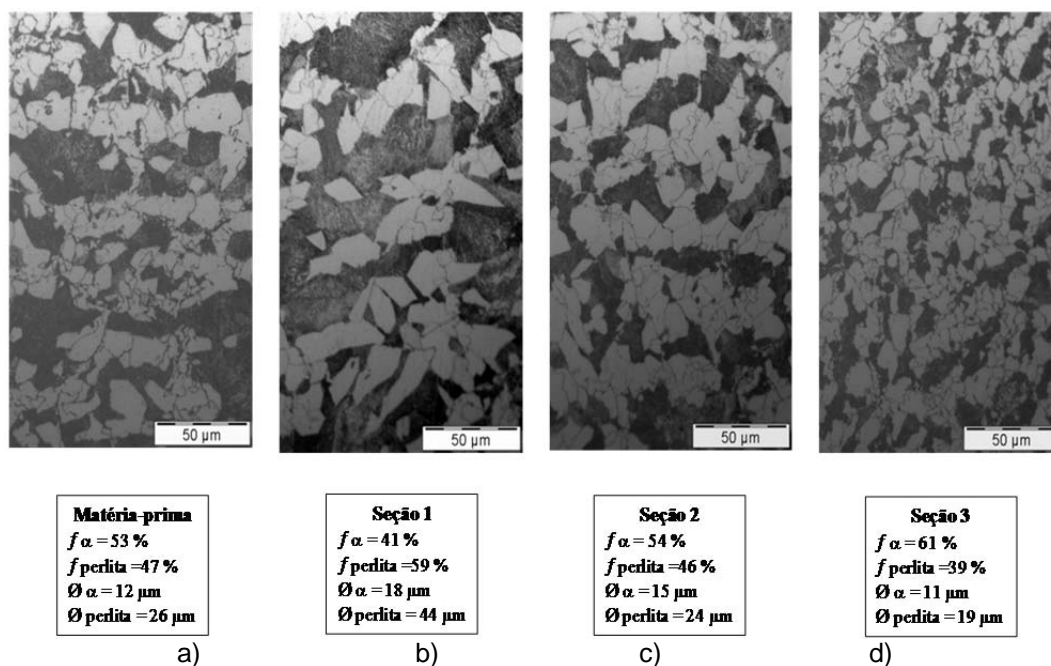 50 µm
50 µm
50 µm
50 µm
Matéria-prima
f α = 53 %
f perlita =47 %
Ø α = 12 µm
Ø perlita =26 µm
Seção 1
f α = 41%
f perlita =59 %
Ø α = 18 µm
Ø perlita =44 µm
Seção 2
f α = 54%
f perlita =46 %
Ø α = 15 µm
Ø perlita =24 µm
Seção 3
f α = 61%
f perlita =39 %
Ø α = 11 µm
Ø perlita =19 µm
a) b) c) d)